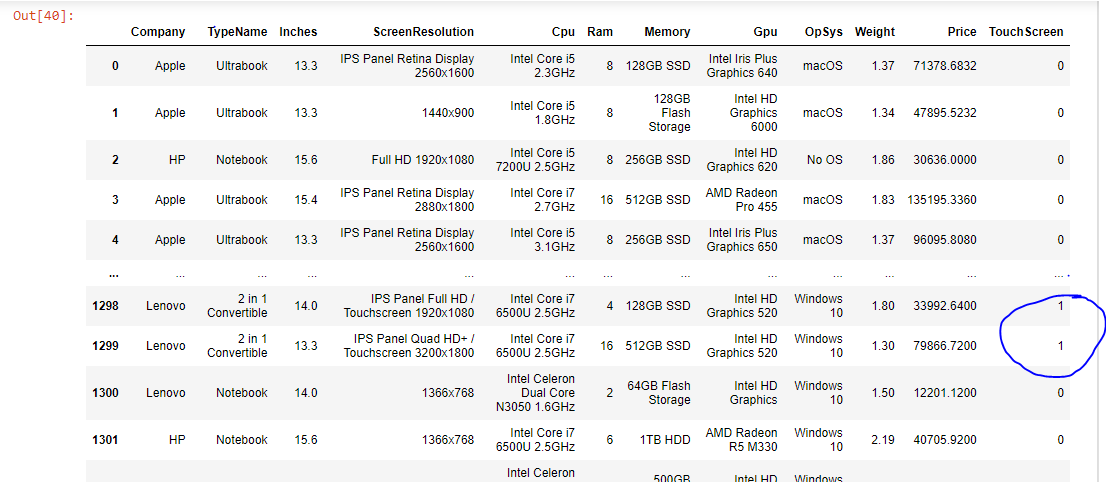 Out[40]:
Company TypeName Inches ScreenResolution Cpu Ram Memory Gpu OpSys Weight Price TouchScreen
0 Apple Ultrabook 13.3 IPS Panel Retina Display 2560x1600 Intel Core i5 2.3GHz 8 128GB SSD Intel Iris Plus Graphics 640 macOS 1.37 71378.6832 0
1 Apple Ultrabook 13.3 1440x900 Intel Core i5 1.8GHz 8 128GB Flash Storage Intel HD Graphics 6000 macOS 1.34 47895.5232 0
2 HP Notebook 15.6 Full HD 1920x1080 Intel Core i5 7200U 2.5GHz 8 256GB SSD Intel HD Graphics 620 No OS 1.86 30636.0000 0
3 Apple Ultrabook 15.4 IPS Panel Retina Display 2880x1800 Intel Core i7 2.7GHz 16 512GB SSD AMD Radeon Pro 455 macOS 1.83 135195.3360 0
4 Apple Ultrabook 13.3 IPS Panel Retina Display 2560x1600 Intel Core i5 3.1GHz 8 256GB SSD Intel Iris Plus Graphics 650 macOS 1.37 96095.8080 0
... ... ... ... ... ... ... ... ... ... ... ... ...
1298 Lenovo 2 in 1 Convertible 14.0 IPS Panel Full HD / Touchscreen 1920x1080 Intel Core i7 6500U 2.5GHz 4 128GB SSD Intel HD Graphics 520 Windows 10 1.80 33992.6400 1
1299 Lenovo 2 in 1 Convertible 13.3 IPS Panel Quad HD+ / Touchscreen 3200x1800 Intel Core i7 6500U 2.5GHz 16 512GB SSD Intel HD Graphics 520 Windows 10 1.30 79866.7200 1
1300 Lenovo Notebook 14.0 1366x768 Intel Celeron Dual Core N3050 1.6GHz 2 64GB Flash Storage Intel HD Graphics Windows 10 1.50 12201.1200 0
1301 HP Notebook 15.6 1366x768 Intel Core i7 6500U 2.5GHz 6 1TB HDD AMD Radeon R5 M330 Windows 10 2.19 40705.9200 0
Intel Celeron 500GB Intel HD Windows